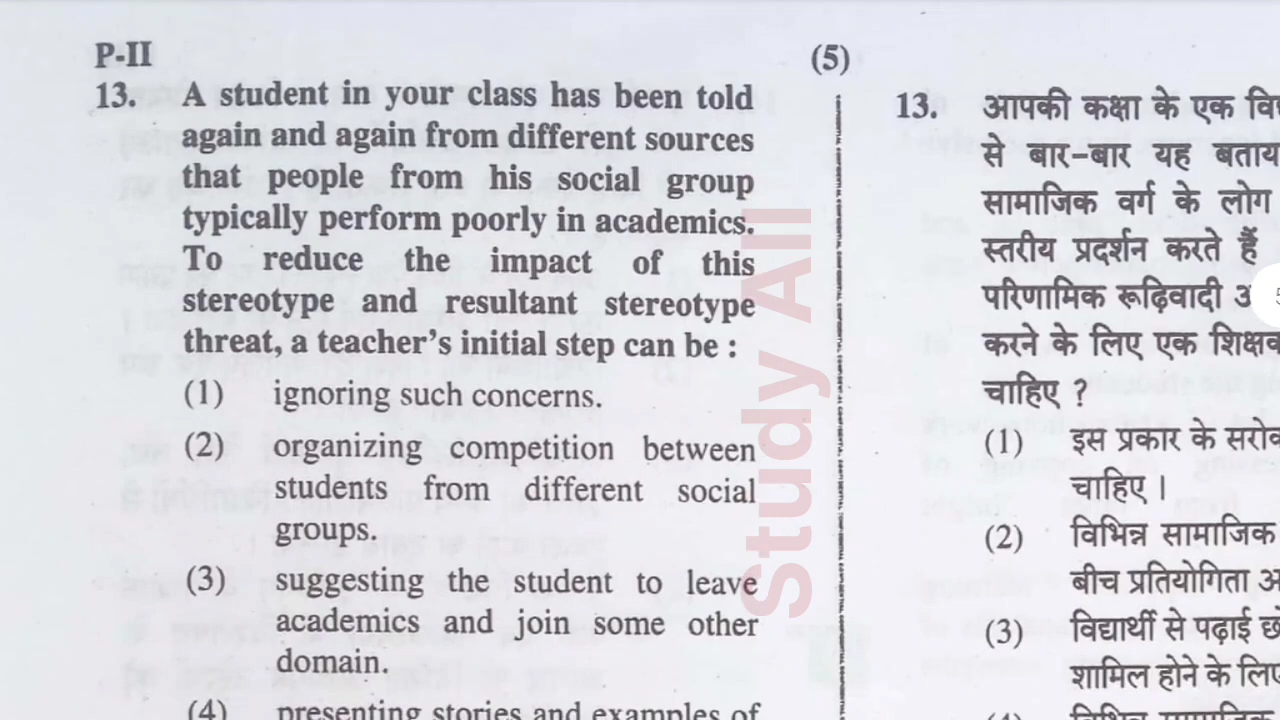 P-II
(5)
13. A student in your class has been told
again and again from different sources
that people from his social group
typically perform poorly in academics.
To reduce the impact of this
stereotype and resultant stereotype
threat, a teacher's initial step can be :
(1) ignoring such concerns.
(2) organizing competition between
students from different social
groups.
(3) suggesting the student to leave
academics and join some other
domain.
(4) presenting stories and examples of
13. आपकी कक्षा के एक
से बार-बार यह
सामाजिक वर्ग के लोग
स्तरीय प्रदर्शन करते हैं
परिणामिक रूढ़िवादी
करने के लिए एक
चाहिए ?
(1) इस प्रकार के
चाहिए ।
(2) विभिन्न सामाजिक
बीच प्रतियोगिता
(3) विद्यार्थी से पढ़ाई
शामिल होने के
Study All